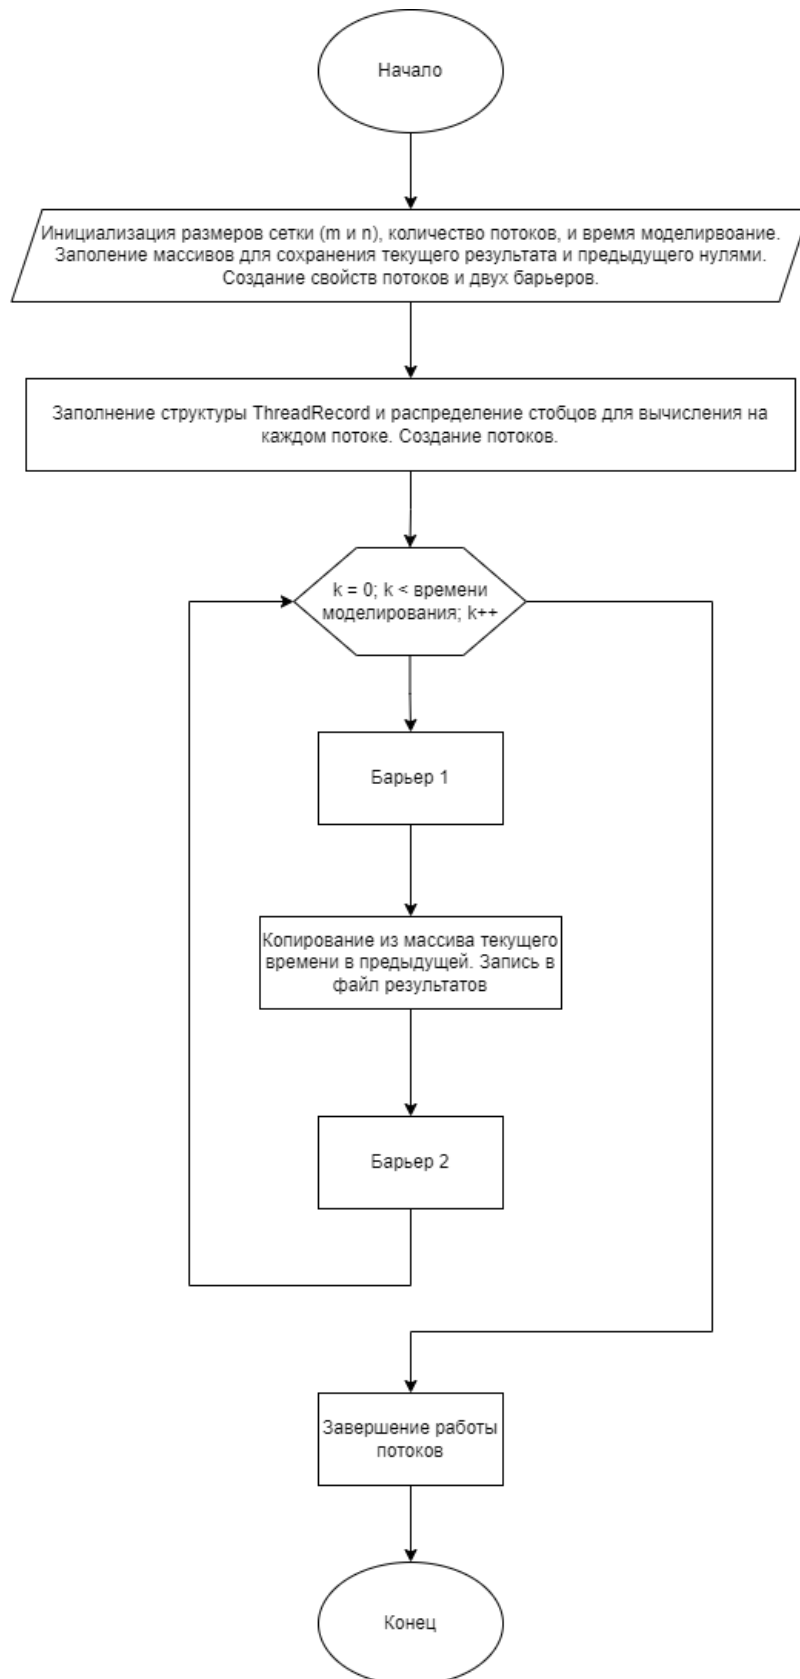 Начало
Инициализация размеров сетки (m и n), количество потоков, и время моделирвоание.
Заполение массивов для сохранения текущего результата и предыдущего нулями.
Создание свойств потоков и двух барьеров.
Заполнение структуры ThreadRecord и распределение стобцов для вычисления на
каждом потоке. Создание потоков.
k = 0; k < времени
моделирования; k++
Барьер 1
Копирование из массива текущего
времени в предыдущей. Запись в
файл результатов
Барьер 2
Завершение работы
потоков
Конец